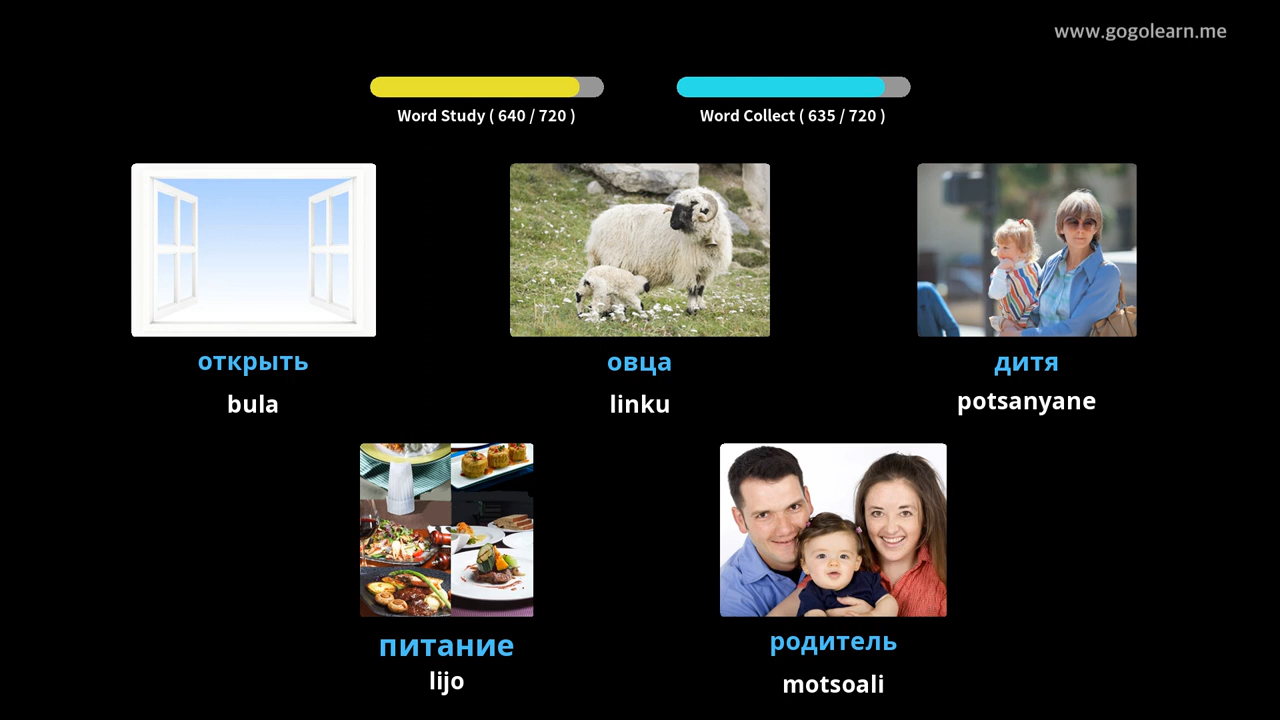 www.gogolearn.me
Word Study ( 640 / 720 )
Word Collect ( 635 / 720 )
открыть
bula
овца
linku
дитя
potsanyane
питание
lijo
родитель
motsoali